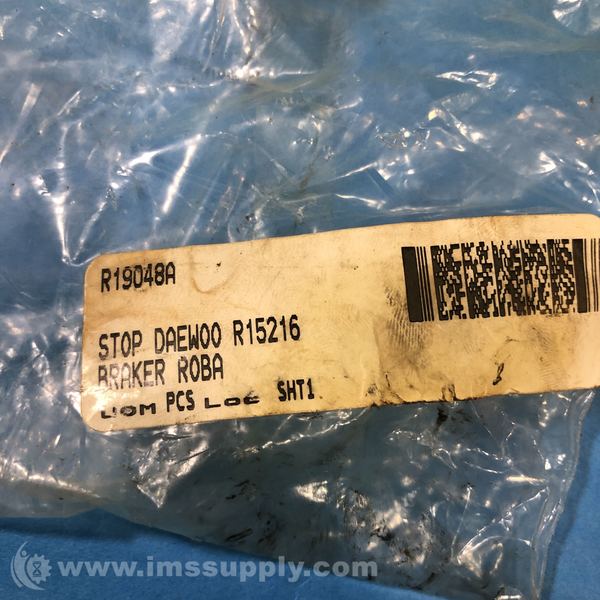 R19048A
STOP DAEWOO R15216
BRAKER ROBA
UOM PCS LOC SHT1
www.imssupply.com